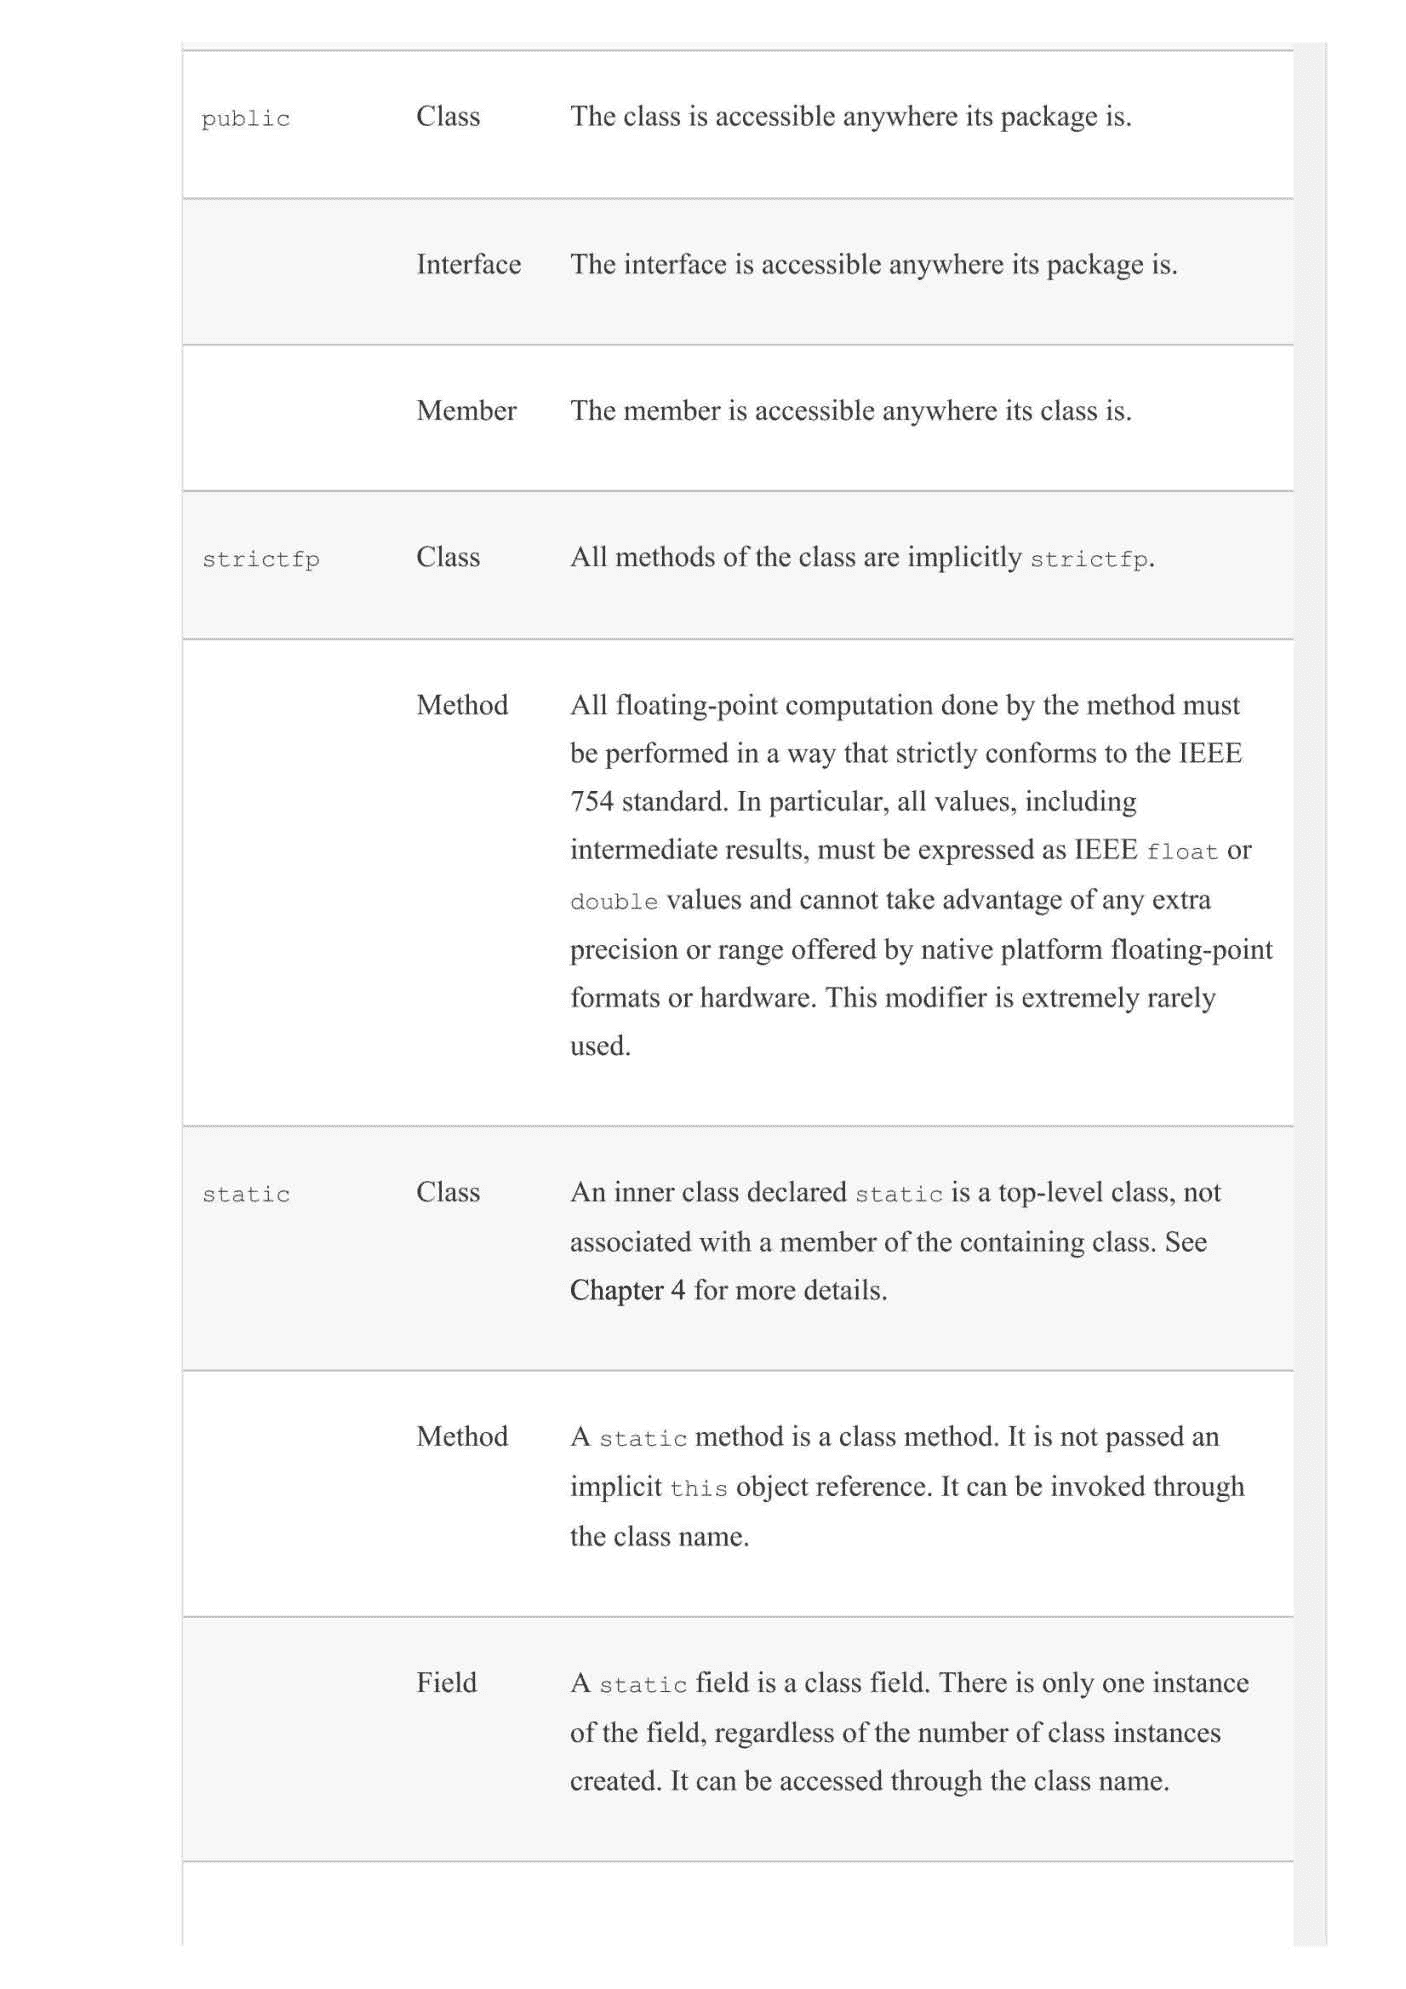 public Class The class is accessible anywhere its package is.
Interface The interface is accessible anywhere its package is.
Member The member is accessible anywhere its class is.
strictfp Class All methods of the class are implicitly strictfp.
Method All floating-point computation done by the method must
be performed in a way that strictly conforms to the IEEE
754 standard. In particular, all values, including
intermediate results, must be expressed as IEEE float or
double values and cannot take advantage of any extra
precision or range offered by native platform floating-point
formats or hardware. This modifier is extremely rarely
used.
static Class An inner class declared static is a top-level class, not
associated with a member of the containing class. See
Chapter 4 for more details.
Method A static method is a class method. It is not passed an
implicit this object reference. It can be invoked through
the class name.
Field A static field is a class field. There is only one instance
of the field, regardless of the number of class instances
created. It can be accessed through the class name.